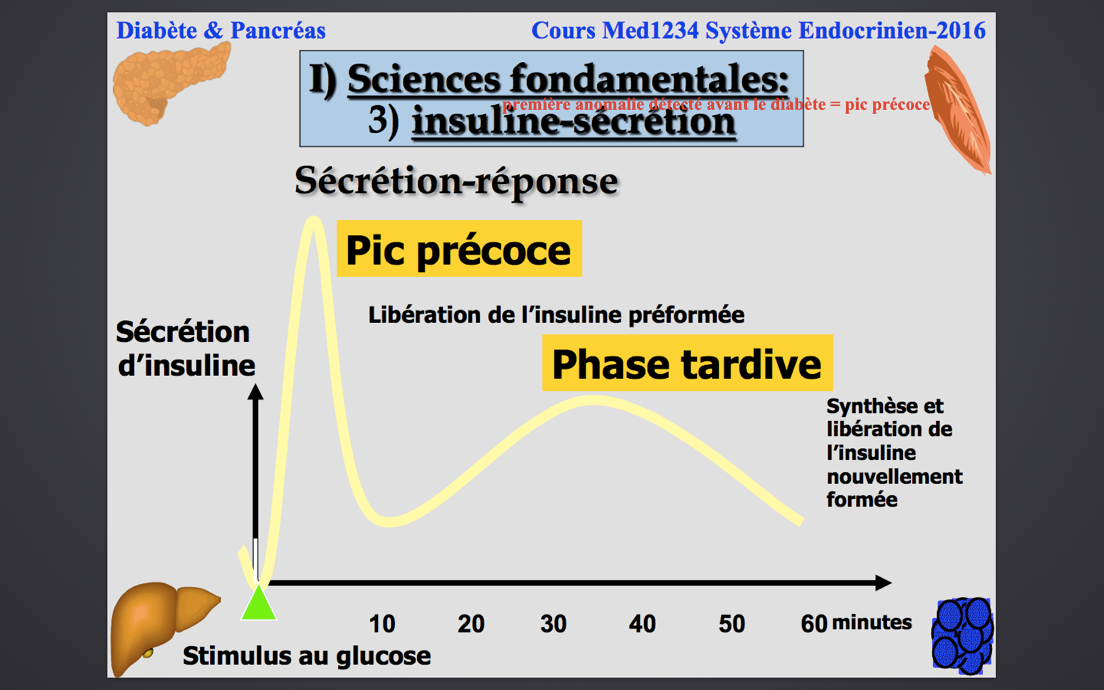 Diabète & Pancréas
Cours Med1234 Système Endocrinien-2016
I) Sciences fondamentales:
première anomalie détecté avant le diabète = pic précoce
3) insuline-sécrétion
Sécrétion-réponse
Pic précoce
Libération de l’insuline préformée
Sécrétion
d’insuline
Phase tardive
Synthèse et
libération de
l’insuline
nouvellement
formée
10 20 30 40 50 60 minutes
Stimulus au glucose